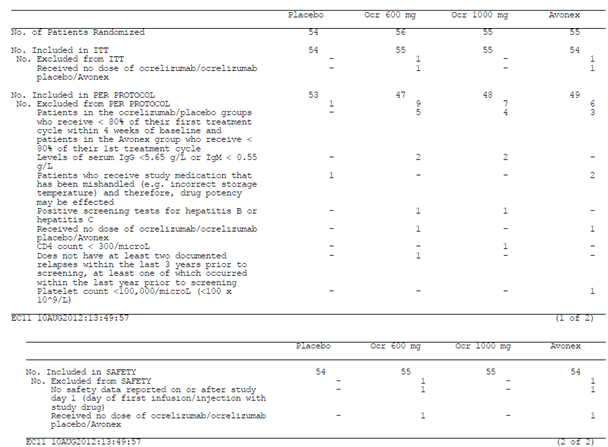 Placebo Ocr 600 mg Ocr 1000 mg Avonex
No. of Patients Randomized 54 56 55 55
No. Included in ITT 54 55 55 54
No. Excluded from ITT - 1 - 1
Received no dose of ocrelizumab/ocrelizumab - 1 - 1
placebo/Avonex
No. Included in PER PROTOCOL 53 47 48 49
No. Excluded from PER PROTOCOL 1 9 7 6
Patients in the ocrelizumab/placebo groups - 5 4 3
who receive < 80% of their first treatment
cycle within 4 weeks of baseline and
patients in the Avonex group who receive <
80% of their 1st treatment cycle
Levels of serum IgG <5.65 g/L or IgM < 0.55 - 2 2 -
g/L
Patients who receive study medication that 1 - - 2
has been mishandled (e.g. incorrect storage
temperature) and therefore, drug potency
may be effected
Positive screening tests for hepatitis B or - 1 1 -
hepatitis C
Received no dose of ocrelizumab/ocrelizumab - 1 - 1
placebo/Avonex
CD4 count < 300/microL - - 1 -
Does not have at least two documented - 1 - -
relapses within the last 3 years prior to
screening, at least one of which occurred
within the last year prior to screening
Platelet count <100,000/microL (<100 x - - - 1
10^9/L)
EC11 10AUG2012:13:49:57 (1 of 2)
Placebo Ocr 600 mg Ocr 1000 mg Avonex
No. Included in SAFETY 54 55 55 54
No. Excluded from SAFETY - 1 - 1
No safety data reported on or after study - 1 - 1
day 1 (day of first infusion/injection with
study drug)
Received no dose of ocrelizumab/ocrelizumab - 1 - 1
placebo/Avonex
EC11 10AUG2012:13:49:57 (2 of 2)